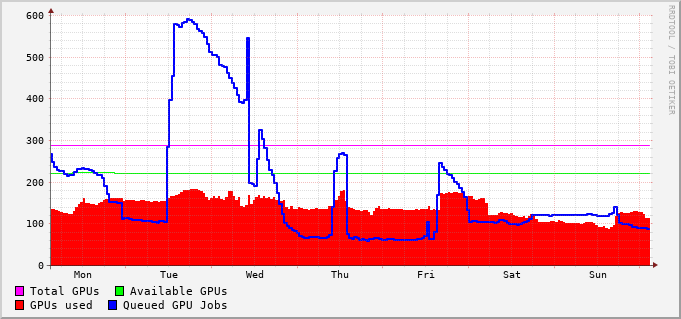 600
500
400
300
200
100
0
Mon Tue Wed Thu Fri Sat Sun
Total GPUs Available GPUs
GPUs used Queued GPU Jobs
RRDTOOL / TOBI OETIKER